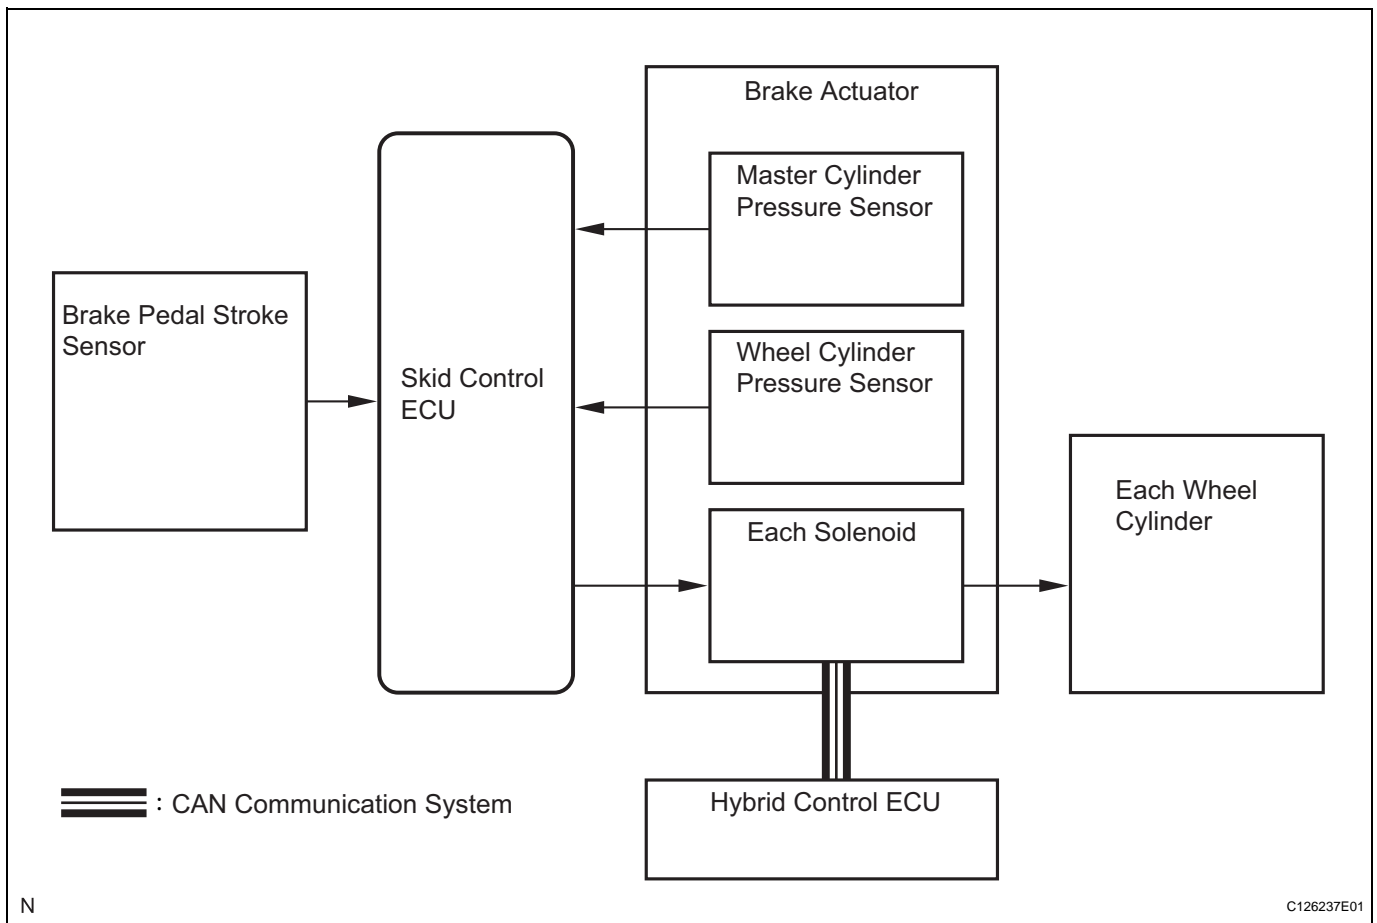 Brake Actuator
Master Cylinder
Pressure Sensor
Brake Pedal Stroke
Sensor
Skid Control
ECU
Wheel Cylinder
Pressure Sensor
Each Solenoid
Each Wheel
Cylinder
: CAN Communication System
Hybrid Control ECU
N
C126237E01